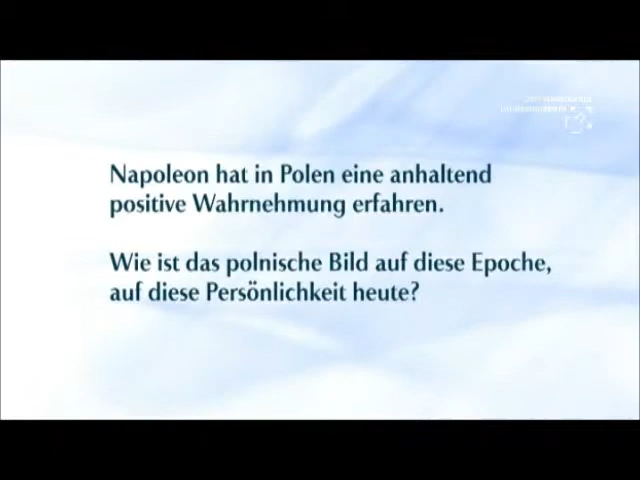 Napoleon hat in Polen eine anhaltend
positive Wahrnehmung erfahren.
Wie ist das polnische Bild auf diese Epoche,
auf diese Persönlichkeit heute?